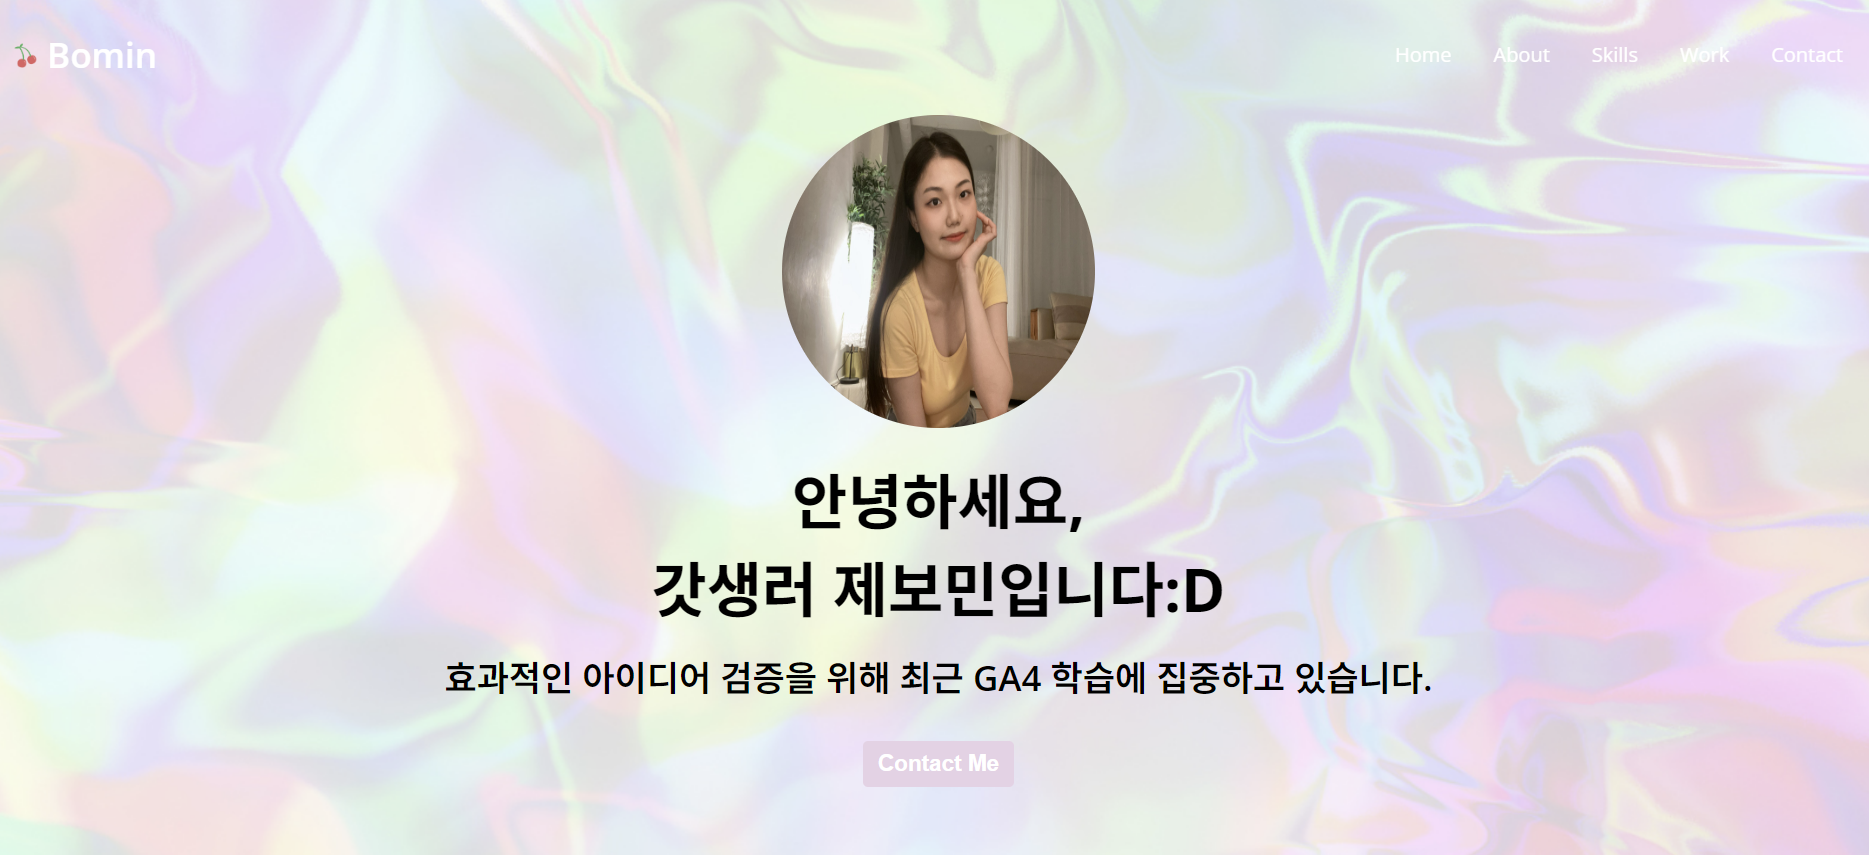 Bomin
Home About Skills Work Contact
안녕하세요,
갓생러 제보민입니다:D
효과적인 아이디어 검증을 위해 최근 GA4 학습에 집중하고 있습니다.
Contact Me